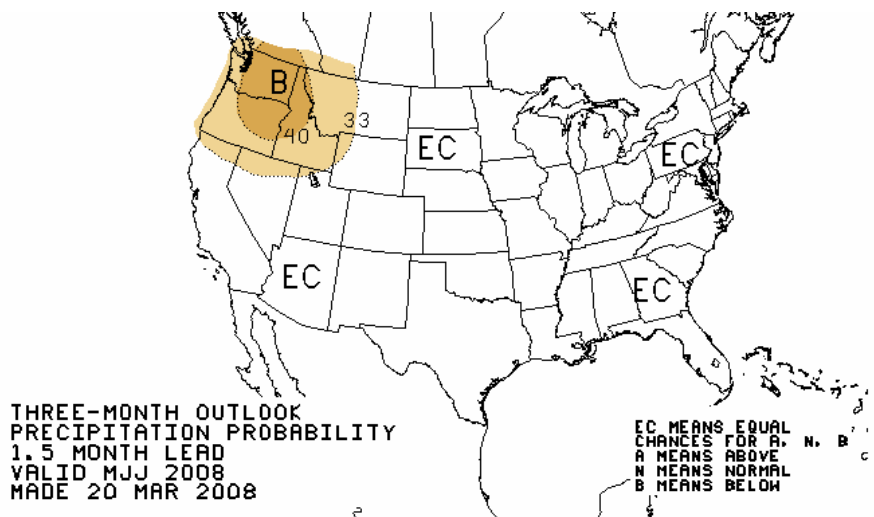 B
40
33
EC
EC
EC
EC
THREE-MONTH OUTLOOK
PRECIPITATION PROBABILITY
1.5 MONTH LEAD
VALID MJJ 2008
MADE 20 MAR 2008
EC MEANS EQUAL
CHANCES FOR A, N, B
A MEANS ABOVE
N MEANS NORMAL
B MEANS BELOW